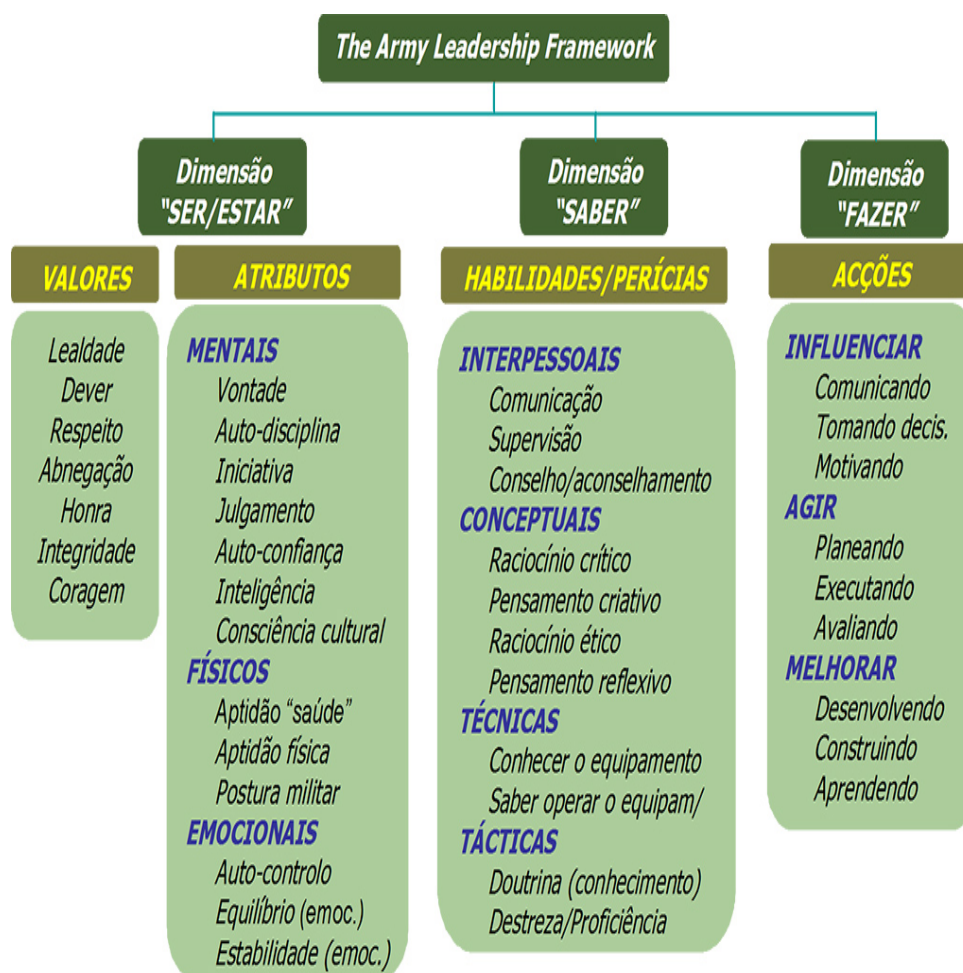 The Army Leadership Framework
Dimensão
"SER/ESTAR"
Dimensão
"SABER"
Dimensão
"FAZER"
VALORES
Lealdade
Dever
Respeito
Abnegação
Honra
Integridade
Coragem
ATRIBUTOS
MENTAIS
Vontade
Auto-disciplina
Iniciativa
Julgamento
Auto-confiança
Inteligência
Consciência cultural
FÍSICOS
Aptidão "saúde"
Aptidão física
Postura militar
EMOCIONAIS
Auto-controlo
Equilíbrio (emoc.)
Estabilidade (emoc.)
HABILIDADES/PERÍCIAS
INTERPESSOAIS
Comunicação
Supervisão
Conselho/aconselhamento
CONCEPTUAIS
Raciocínio crítico
Pensamento criativo
Raciocínio ético
Pensamento reflexivo
TÉCNICAS
Conhecer o equipamento
Saber operar o equipam/
TÁCTICAS
Doutrina (conhecimento)
Destreza/Proficiência
ACÇÕES
INFLUENCIAR
Comunicando
Tomando decis.
Motivando
AGIR
Planeando
Executando
Avaliando
MELHORAR
Desenvolvendo
Construindo
Aprendendo